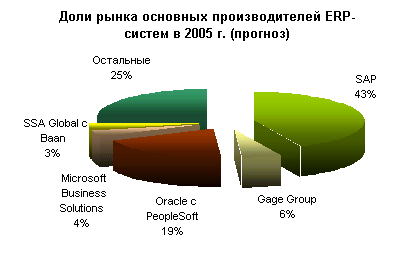 Доли рынка основных производителей ERP-
систем в 2005 г. (прогноз)
Остальные
25%
SAP
43%
SSA Global с
Baan
3%
Microsoft
Business
Solutions
4%
Oracle с
PeopleSoft
19%
Gage Group
6%